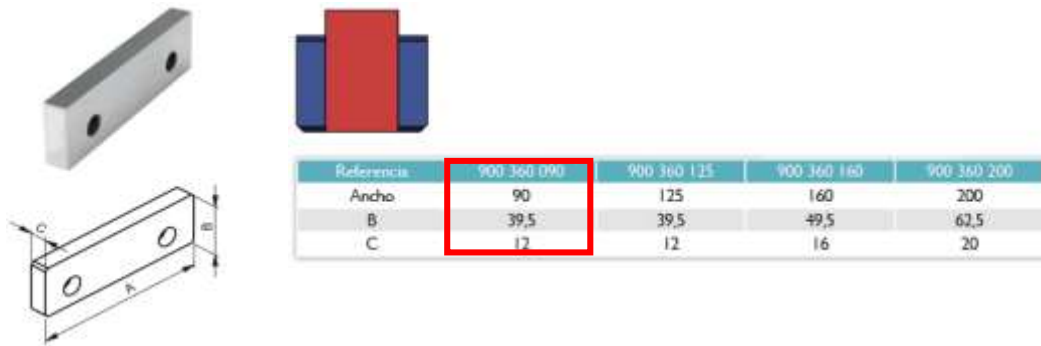 Referencia 900 360 090 900 360 125 900 360 160 900 360 200
Ancho 90 125 160 200
B 39,5 39,5 49,5 62,5
C 12 12 16 20
C
B
A